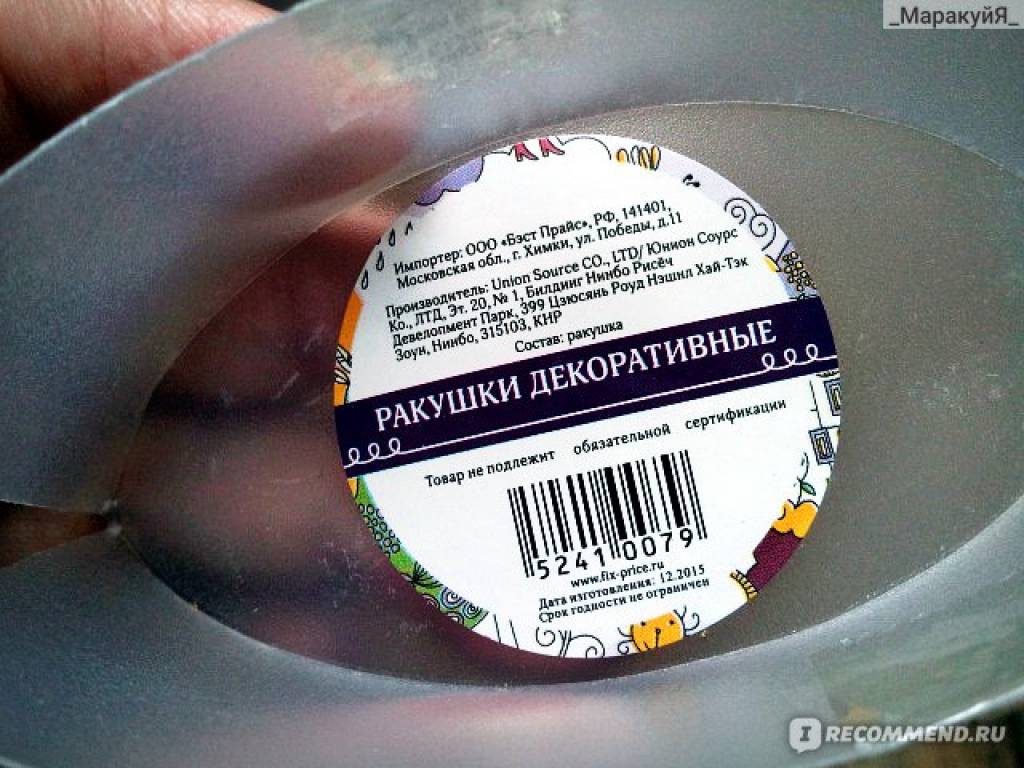 _МаракуйЯ_
Импортер: ООО «Бэст Прайс», РФ, 141401,
Московская обл., г. Химки, ул. Победы, д.11
Производитель: Union Source CO., LTD/ Юнион Соурс
Ко., ЛТД, Эт. 20, № 1, Билдинг Нинбо Рисёч
Девелопмент Парк, 399 Цзюсянь Роуд Нэшнл Хай-Тэк
Зоун, Нинбо, 315103, КНР
Состав: ракушка
РАКУШКИ ДЕКОРАТИВНЫЕ
Товар не подлежит обязательной сертификации
5241 0079
www.fix-price.ru
Дата изготовления: 12.2015
Срок годности не ограничен
IRECOMMEND.RU